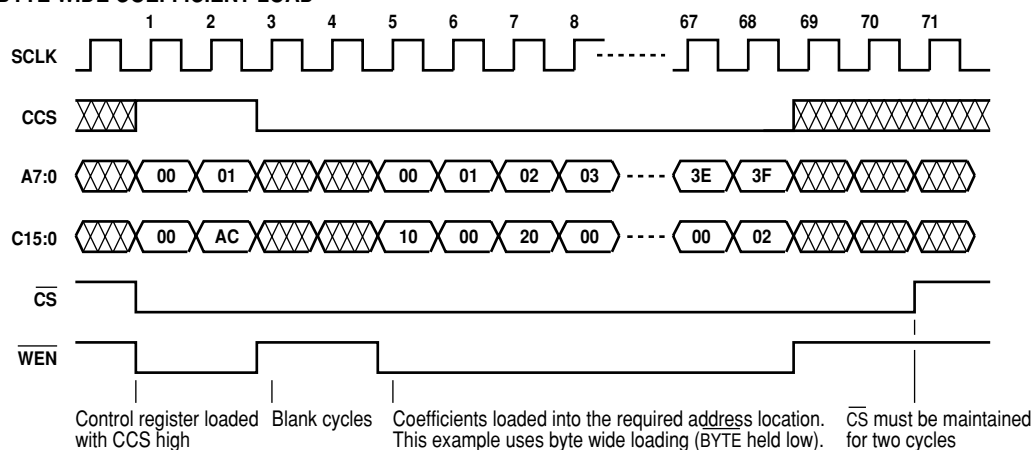 BYTE WIDE COEFFICIENT LOAD
1 2 3 4 5 6 7 8 67 68 69 70 71
SCLK
CCS
A7:0 00 01 00 01 02 03 3E 3F
C15:0 00 AC 10 00 20 00 00 02
CS
WEN
Control register loaded
with CCS high
Blank cycles
Coefficients loaded into the required address location.
This example uses byte wide loading (BYTE held low).
CS must be maintained
for two cycles